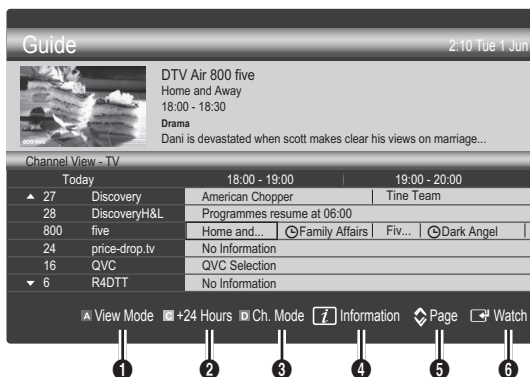 Guide 2:10 Tue 1 Jun
DTV Air 800 five
Home and Away
18:00 - 18:30
Drama
Dani is devastated when scott makes clear his views on marriage...
800 five
Channel View - TV
Today 18:00 - 19:00 19:00 - 20:00
▲ 27 Discovery American Chopper Tine Team
28 DiscoveryH&L Programmes resume at 06:00
800 five Home and... Family Affairs Fiv... Dark Angel
24 price-drop.tv No Information
16 QVC QVC Selection
▼ 6 R4DTT No Information
A View Mode C +24 Hours D Ch. Mode i Information Page Watch
1 2 3 4 5 6